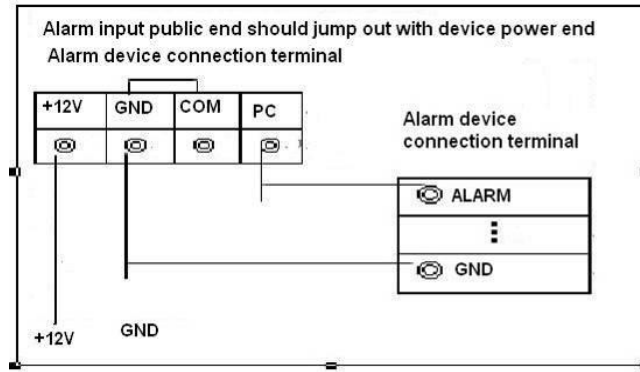 Alarm input public end should jump out with device power end
Alarm device connection terminal
+12V GND COM PC
Alarm device
connection terminal
ALARM
GND
+12V GND